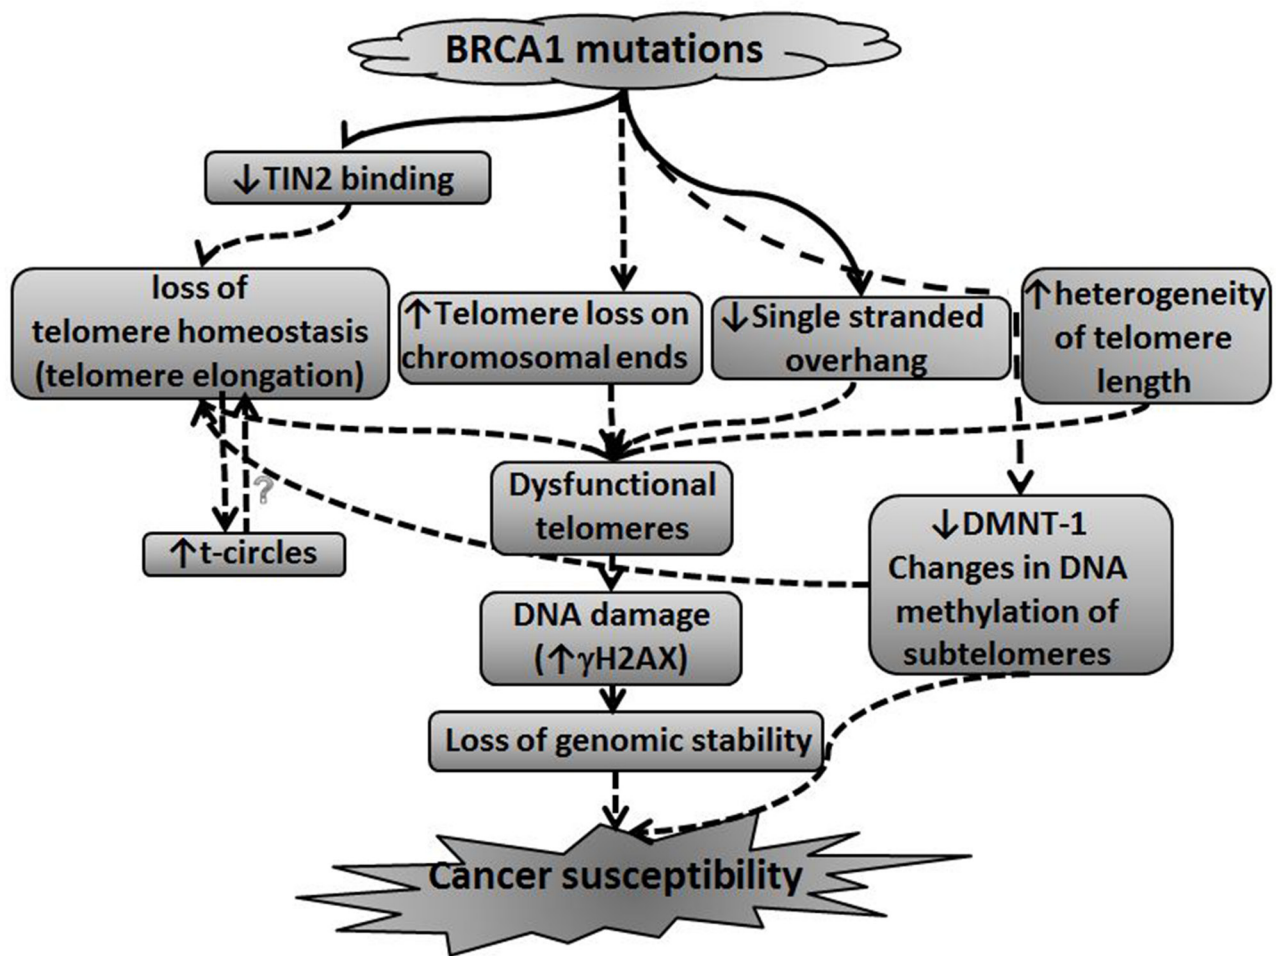 BRCA1 mutations
↓TIN2 binding
loss of
telomere homeostasis
(telomere elongation)
↑Telomere loss on
chromosomal ends
↓Single stranded
overhang
↑heterogeneity
of telomere
length
?
↑t-circles
Dysfunctional
telomeres
↓DMNT-1
Changes in DNA
methylation of
subtelomeres
DNA damage
(↑γH2AX)
Loss of genomic stability
Cancer susceptibility